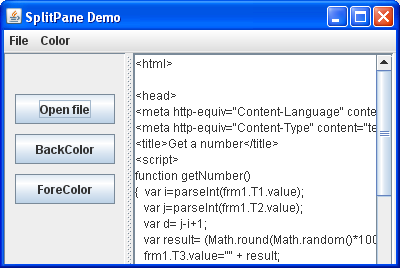 SplitPane Demo
File Color
Open file
BackColor
ForeColor
<html>
<head>
<meta http-equiv="Content-Language" conte
<meta http-equiv="Content-Type" content="te
<title>Get a number</title>
<script>
function getNumber()
{ var i=parseInt(frm1.T1.value);
var j=parseInt(frm1.T2.value);
var d= j-i+1;
var result= (Math.round(Math.random()*100
frm1.T3.value="" + result;